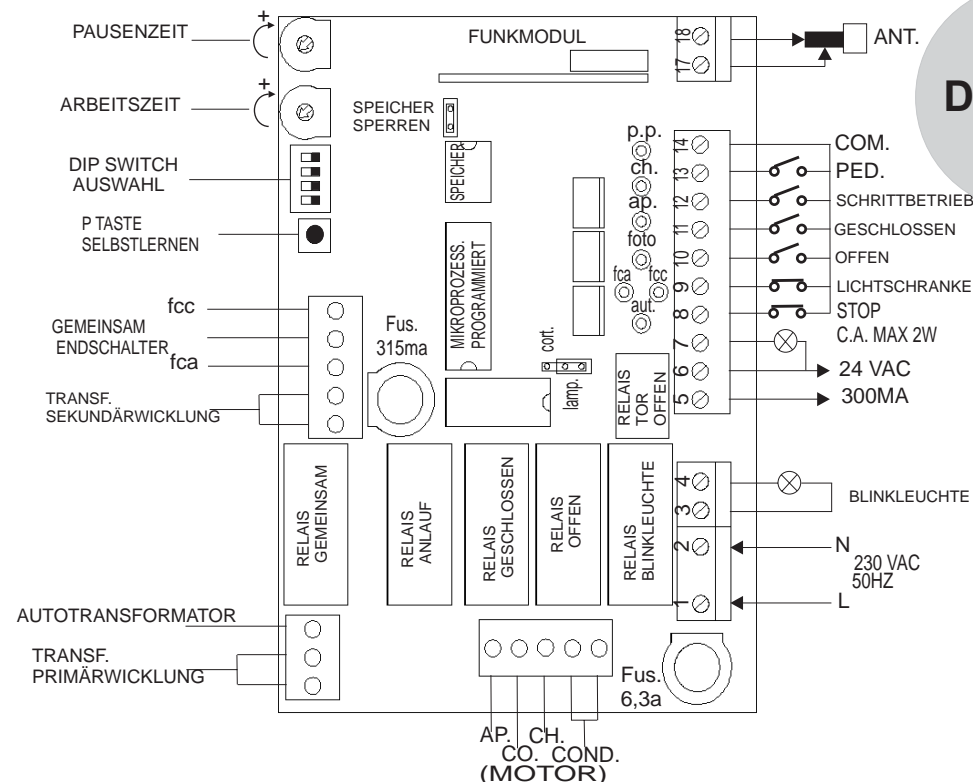 PAUSENZEIT
+
ARBEITSZEIT
+
DIP SWITCH
AUSWAHL
P TASTE
SELBSTLERNEN
fcc
GEMEINSAM
ENDSCHALTER
fca
TRANSF.
SEKUNDÄRWICKLUNG
AUTOTRANSFORMATOR
TRANSF.
PRIMÄRWICKLUNG
FUNKMODUL
SPEICHER
SPERREN
SPEICHER
MIKROPROZESS.
PROGRAMMIERT
Fus.
315ma
cort.
lamp.
p.p.
ch.
ap.
foto
fca
fcc
aut.
RELAIS
TOR
OFFEN
RELAIS
GEMEINSAM
RELAIS
ANLAUF
RELAIS
GESCHLOSSEN
RELAIS
OFFEN
RELAIS
BLINKLEUCHTE
18
17
ANT.
D
14
COM.
13
PED.
12
SCHRITTBETRIEB
11
GESCHLOSSEN
10
OFFEN
9
LICHTSCHRANKE
8
STOP
7
C.A. MAX 2W
6
24 VAC
5
300MA
4
3
BLINKLEUCHTE
2
N
230 VAC
50HZ
1
L
Fus.
6,3a
AP.
CO.
CH.
COND.
(MOTOR)